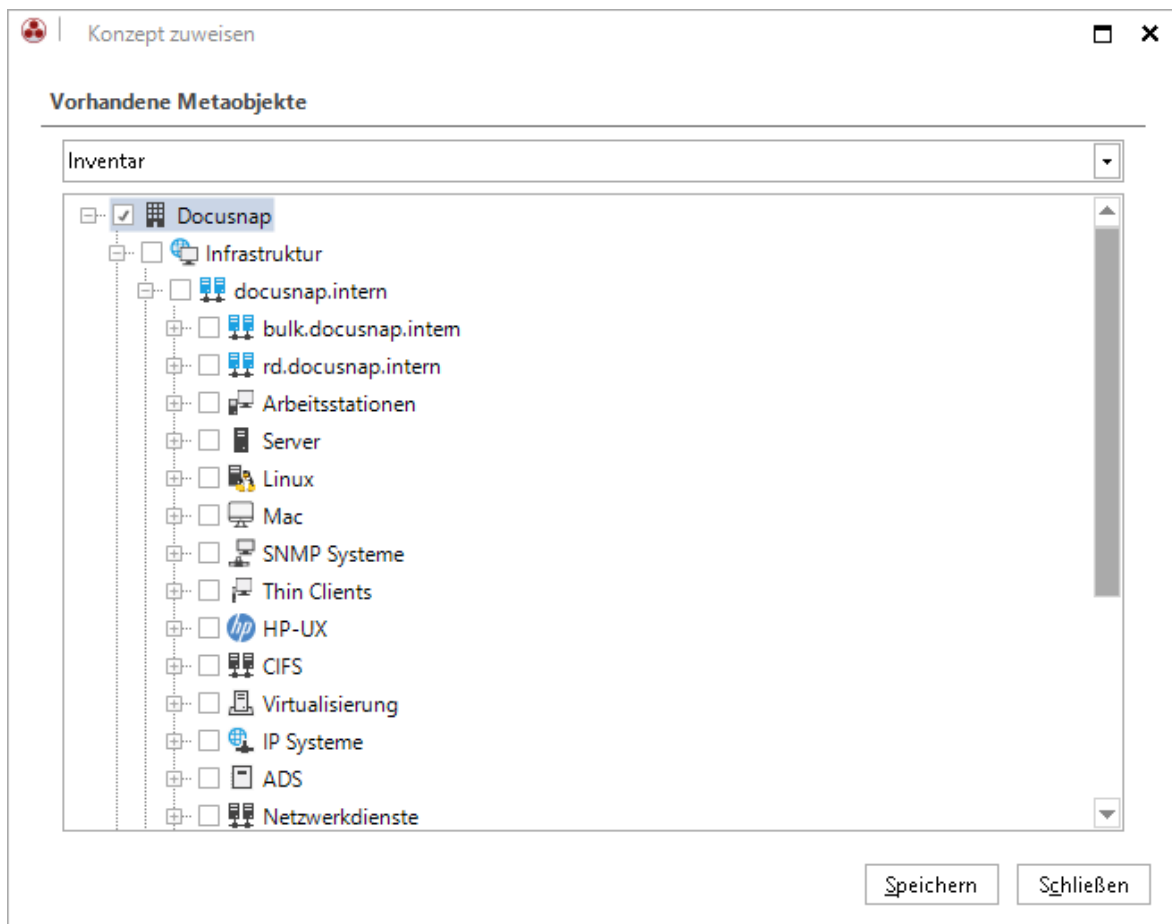 Konzept zuweisen
Vorhandene Metaobjekte
Inventar
Docusnap
Infrastruktur
docusnap.intern
bulk.docusnap.intern
rd.docusnap.intern
Arbeitsstationen
Server
Linux
Mac
SNMP Systeme
Thin Clients
hp HP-UX
CIFS
Virtualisierung
IP Systeme
ADS
Netzwerkdienste
Speichern Schließen